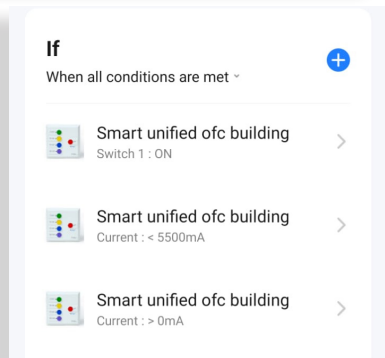 If
When all conditions are met
Smart unified ofc building
Switch 1 : ON
Smart unified ofc building
Current : < 5500mA
Smart unified ofc building
Current : > 0mA